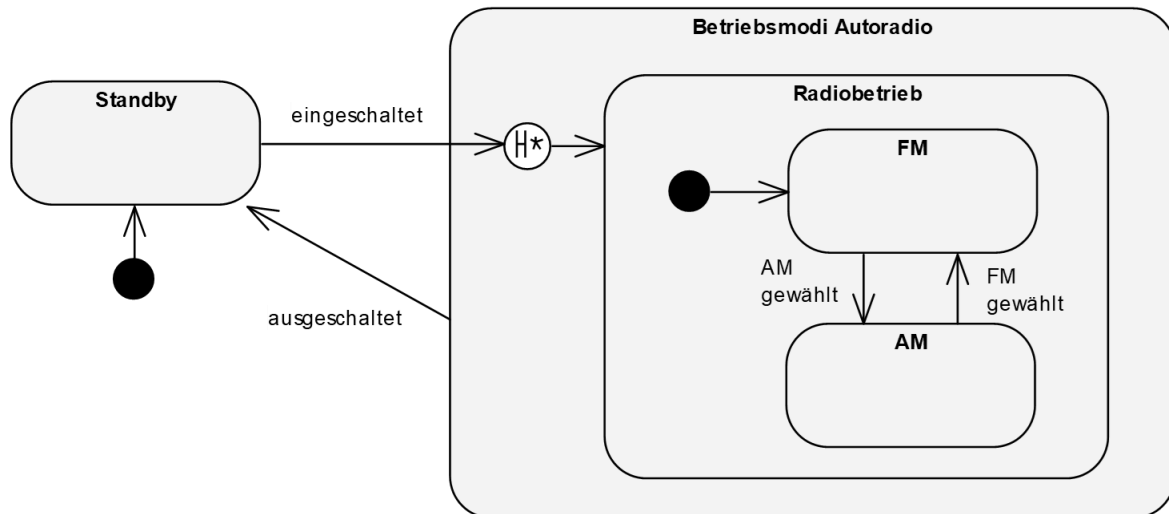 Betriebsmodi Autoradio
Standby
Radiobetrieb
eingeschaltet
H*
FM
AM
gewählt
FM
gewählt
ausgeschaltet
AM